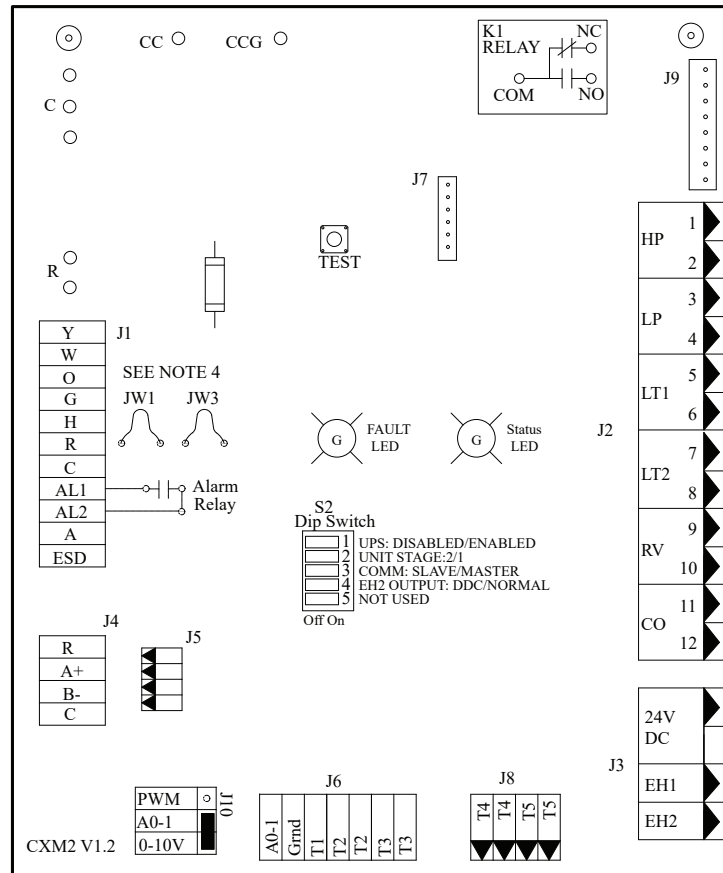 CC
CCG
K1
RELAY
NC
COM
NO
J9
C
J7
TEST
R
HP
1
2
LP
3
4
LT1
5
6
J2
LT2
7
8
RV
9
10
CO
11
12
J1
Y
W
O
G
H
R
C
AL1
AL2
A
ESD
SEE NOTE 4
JW1
JW3
Alarm
Relay
G
FAULT
LED
G
Status
LED
S2
Dip Switch
1 UPS: DISABLED/ENABLED
2 UNIT STAGE:2/1
3 COMM: SLAVE/MASTER
4 EH2 OUTPUT: DDC/NORMAL
5 NOT USED
Off On
J4
R
A+
B-
C
J5
J3
24V
DC
EH1
EH2
J10
PWM
A0-1
0-10V
CXM2 V1.2
J6
A0-1
Grnd
T1
T2
T2
T3
T3
J8
T4
T4
T5
T5